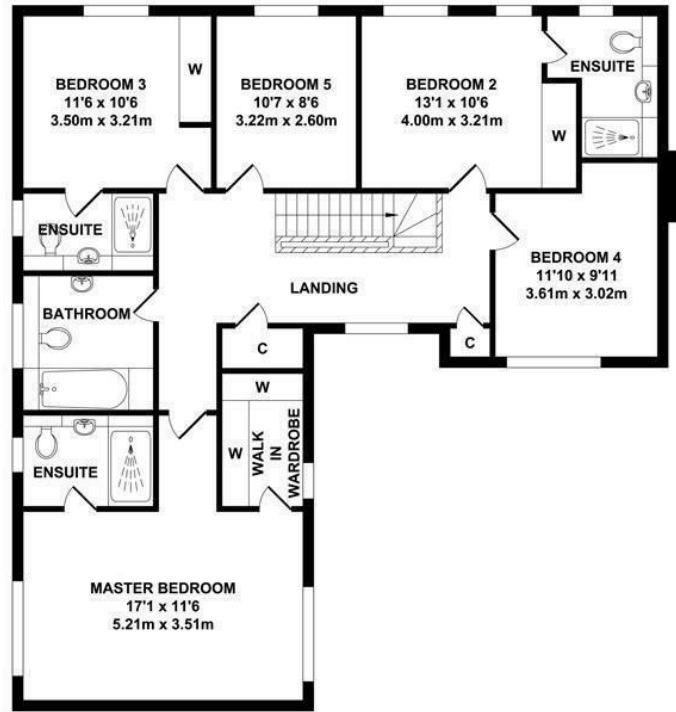 BEDROOM 3
11'6 x 10'6
3.50m x 3.21m
W
BEDROOM 5
10'7 x 8'6
3.22m x 2.60m
BEDROOM 2
13'1 x 10'6
4.00m x 3.21m
W
ENSUITE
ENSUITE
BEDROOM 4
11'10 x 9'11
3.61m x 3.02m
LANDING
BATHROOM
C
C
W
W
WALK
IN
WARDROBE
ENSUITE
MASTER BEDROOM
17'1 x 11'6
5.21m x 3.51m